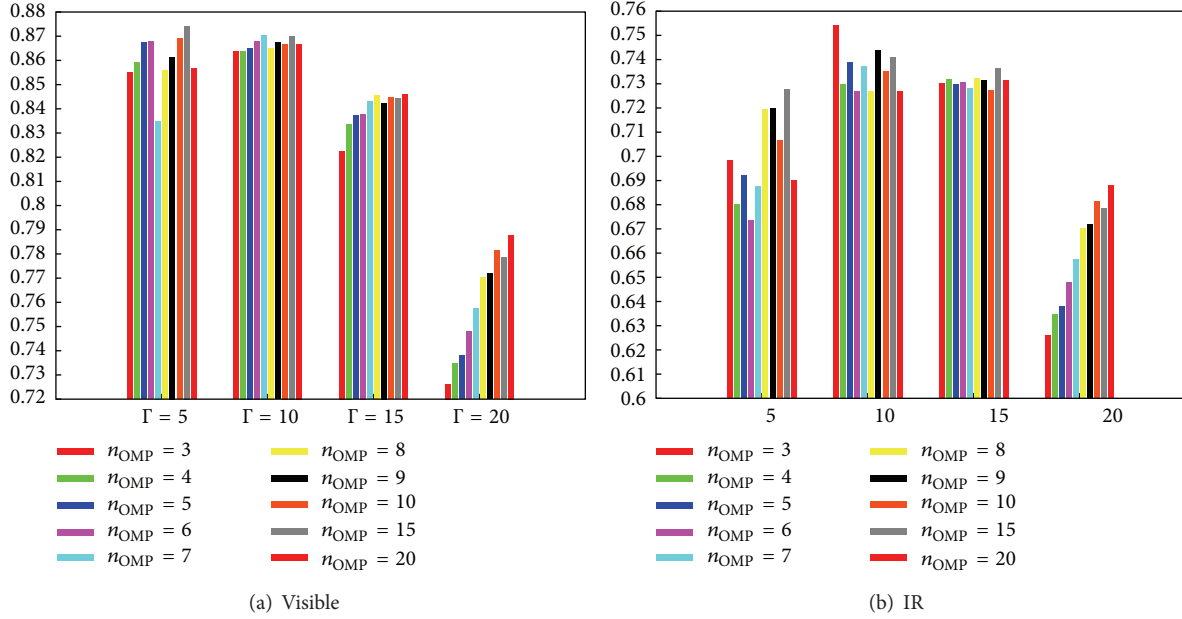 0.88
0.87
0.86
0.85
0.84
0.83
0.82
0.81
0.8
0.79
0.78
0.77
0.76
0.75
0.74
0.73
0.72
Γ = 5 Γ = 10 Γ = 15 Γ = 20
n_OMP = 3 n_OMP = 8
n_OMP = 4 n_OMP = 9
n_OMP = 5 n_OMP = 10
n_OMP = 6 n_OMP = 15
n_OMP = 7 n_OMP = 20
(a) Visible
0.76
0.75
0.74
0.73
0.72
0.71
0.7
0.69
0.68
0.67
0.66
0.65
0.64
0.63
0.62
0.61
0.6
5 10 15 20
n_OMP = 3 n_OMP = 8
n_OMP = 4 n_OMP = 9
n_OMP = 5 n_OMP = 10
n_OMP = 6 n_OMP = 15
n_OMP = 7 n_OMP = 20
(b) IR